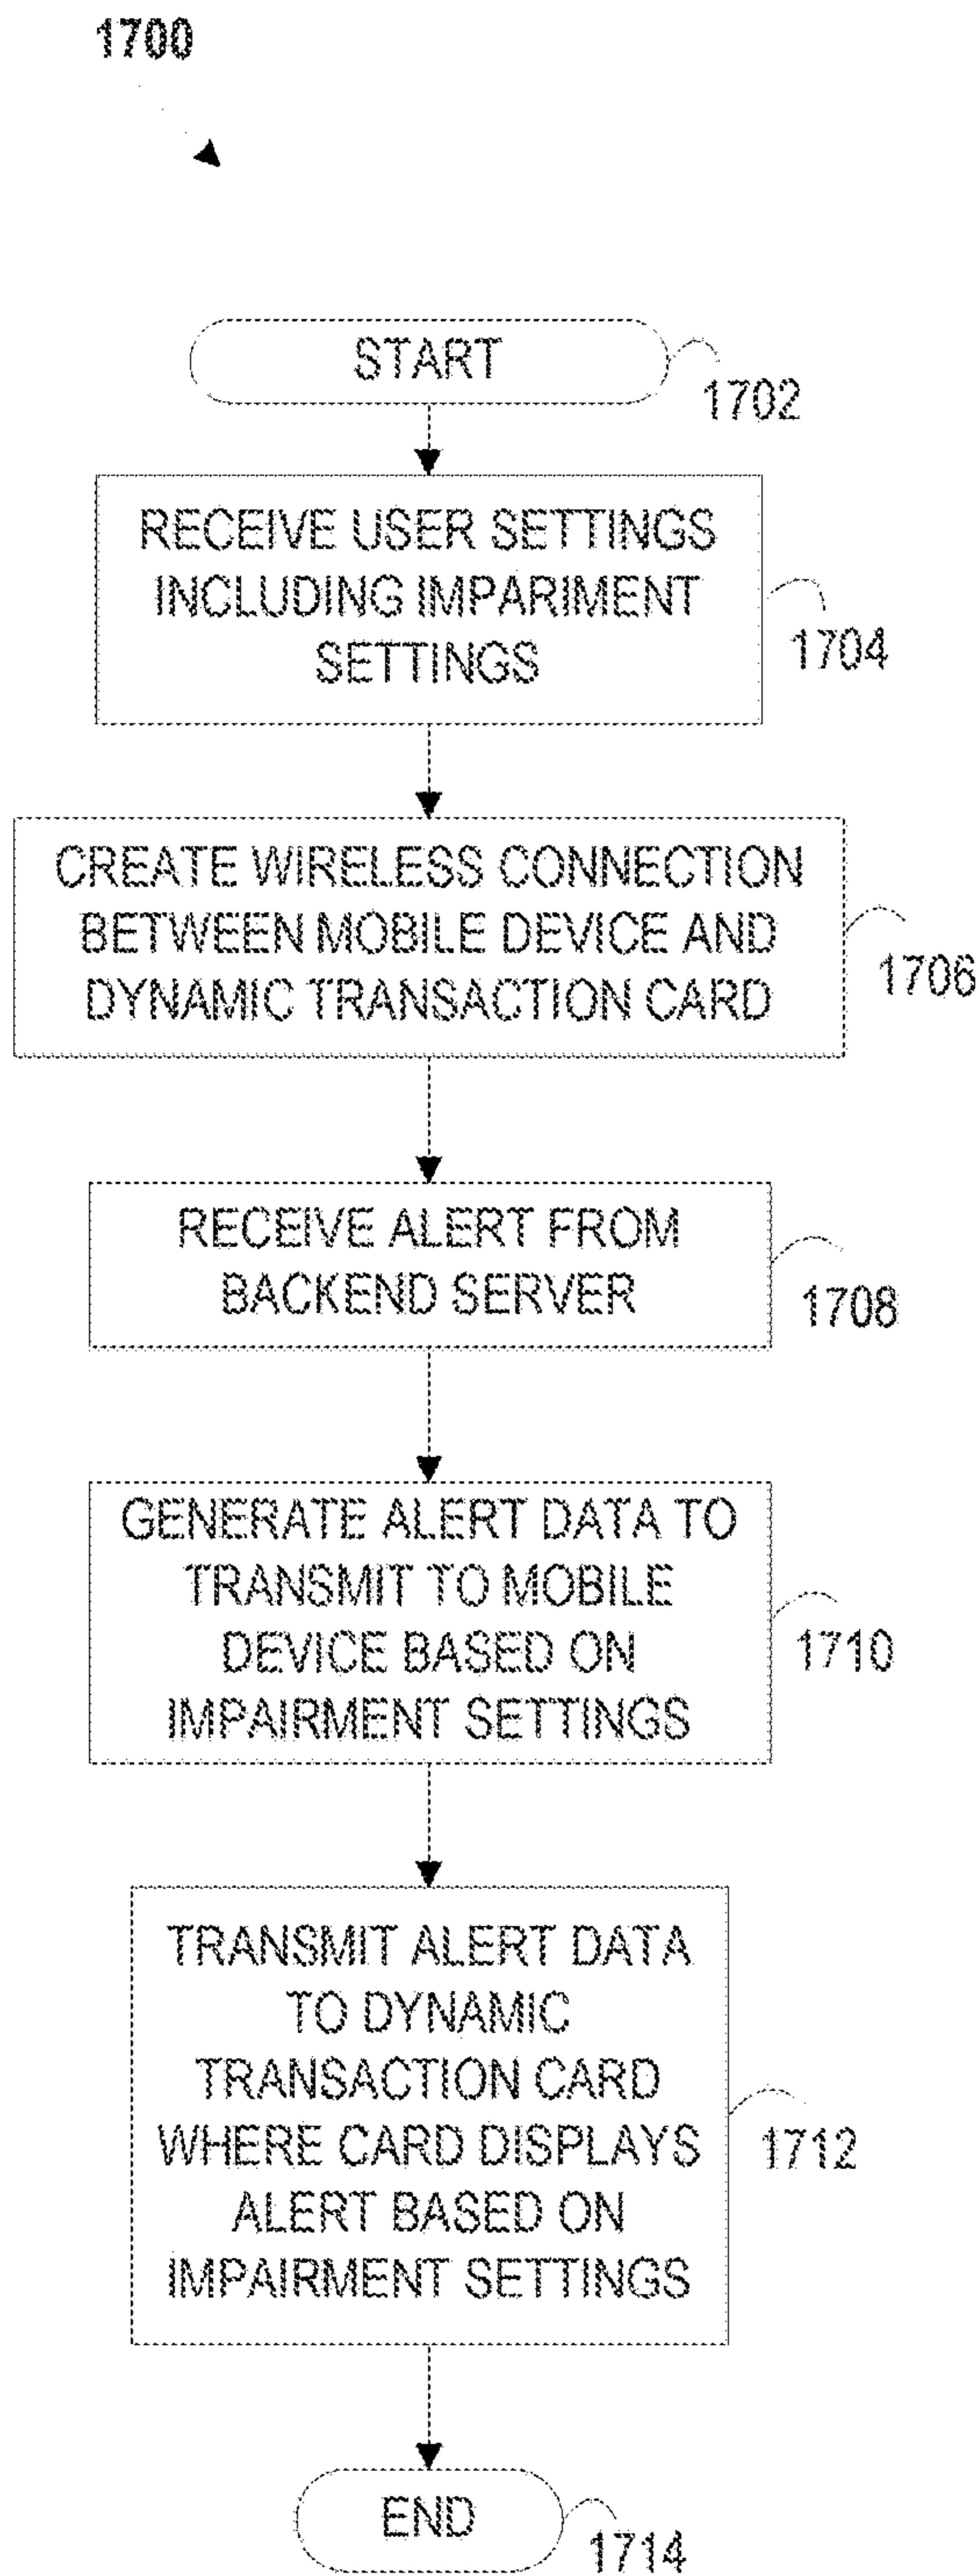 1700
START
1702
RECEIVE USER SETTINGS
INCLUDING IMPARIMENT
SETTINGS
1704
CREATE WIRELESS CONNECTION
BETWEEN MOBILE DEVICE AND
DYNAMIC TRANSACTION CARD
1706
RECEIVE ALERT FROM
BACKEND SERVER
1708
GENERATE ALERT DATA TO
TRANSMIT TO MOBILE
DEVICE BASED ON
IMPAIRMENT SETTINGS
1710
TRANSMIT ALERT DATA
TO DYNAMIC
TRANSACTION CARD
WHERE CARD DISPLAYS
ALERT BASED ON
IMPAIRMENT SETTINGS
1712
END
1714